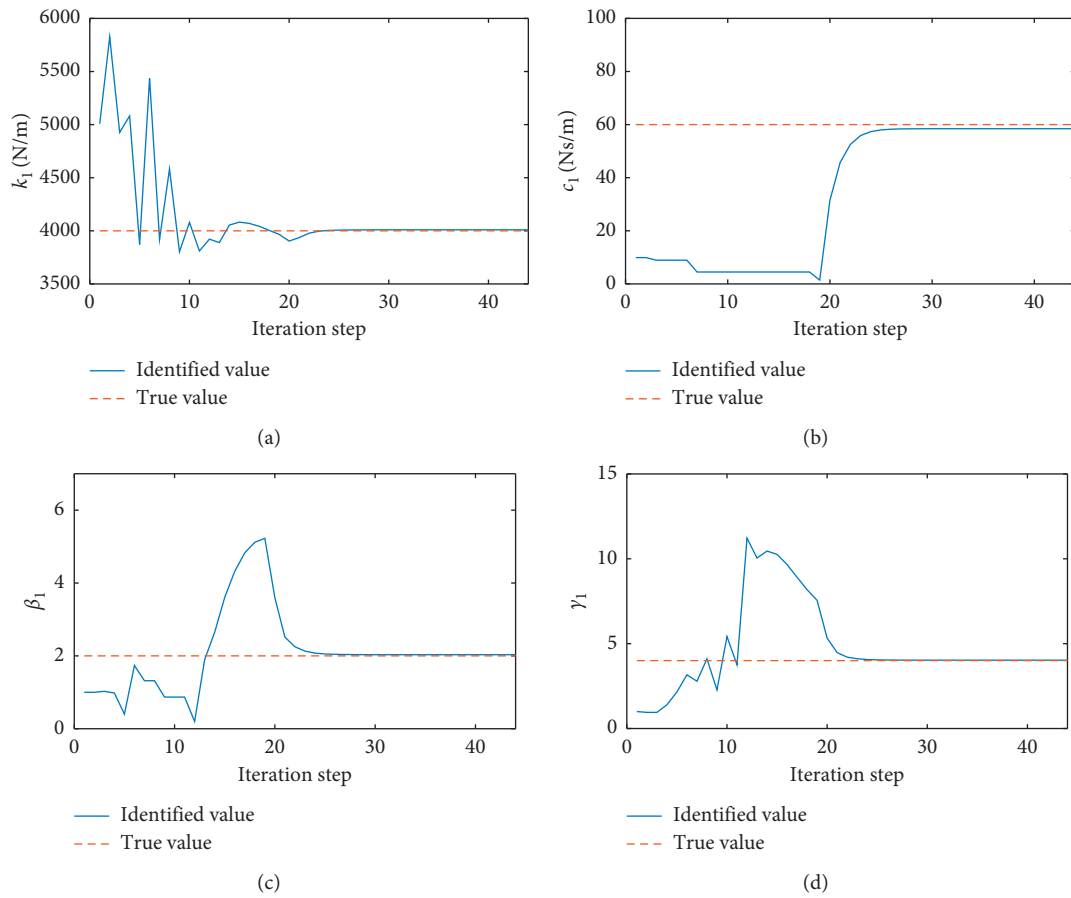 6000
5500
5000
4500
4000
3500
k1 (N/m)
0
10
20
30
40
Iteration step
Identified value
True value
(a)
100
80
60
40
20
0
c1 (Ns/m)
0
10
20
30
40
Iteration step
Identified value
True value
(b)
6
4
2
0
β1
0
10
20
30
40
Iteration step
Identified value
True value
(c)
15
10
5
0
γ1
0
10
20
30
40
Iteration step
Identified value
True value
(d)